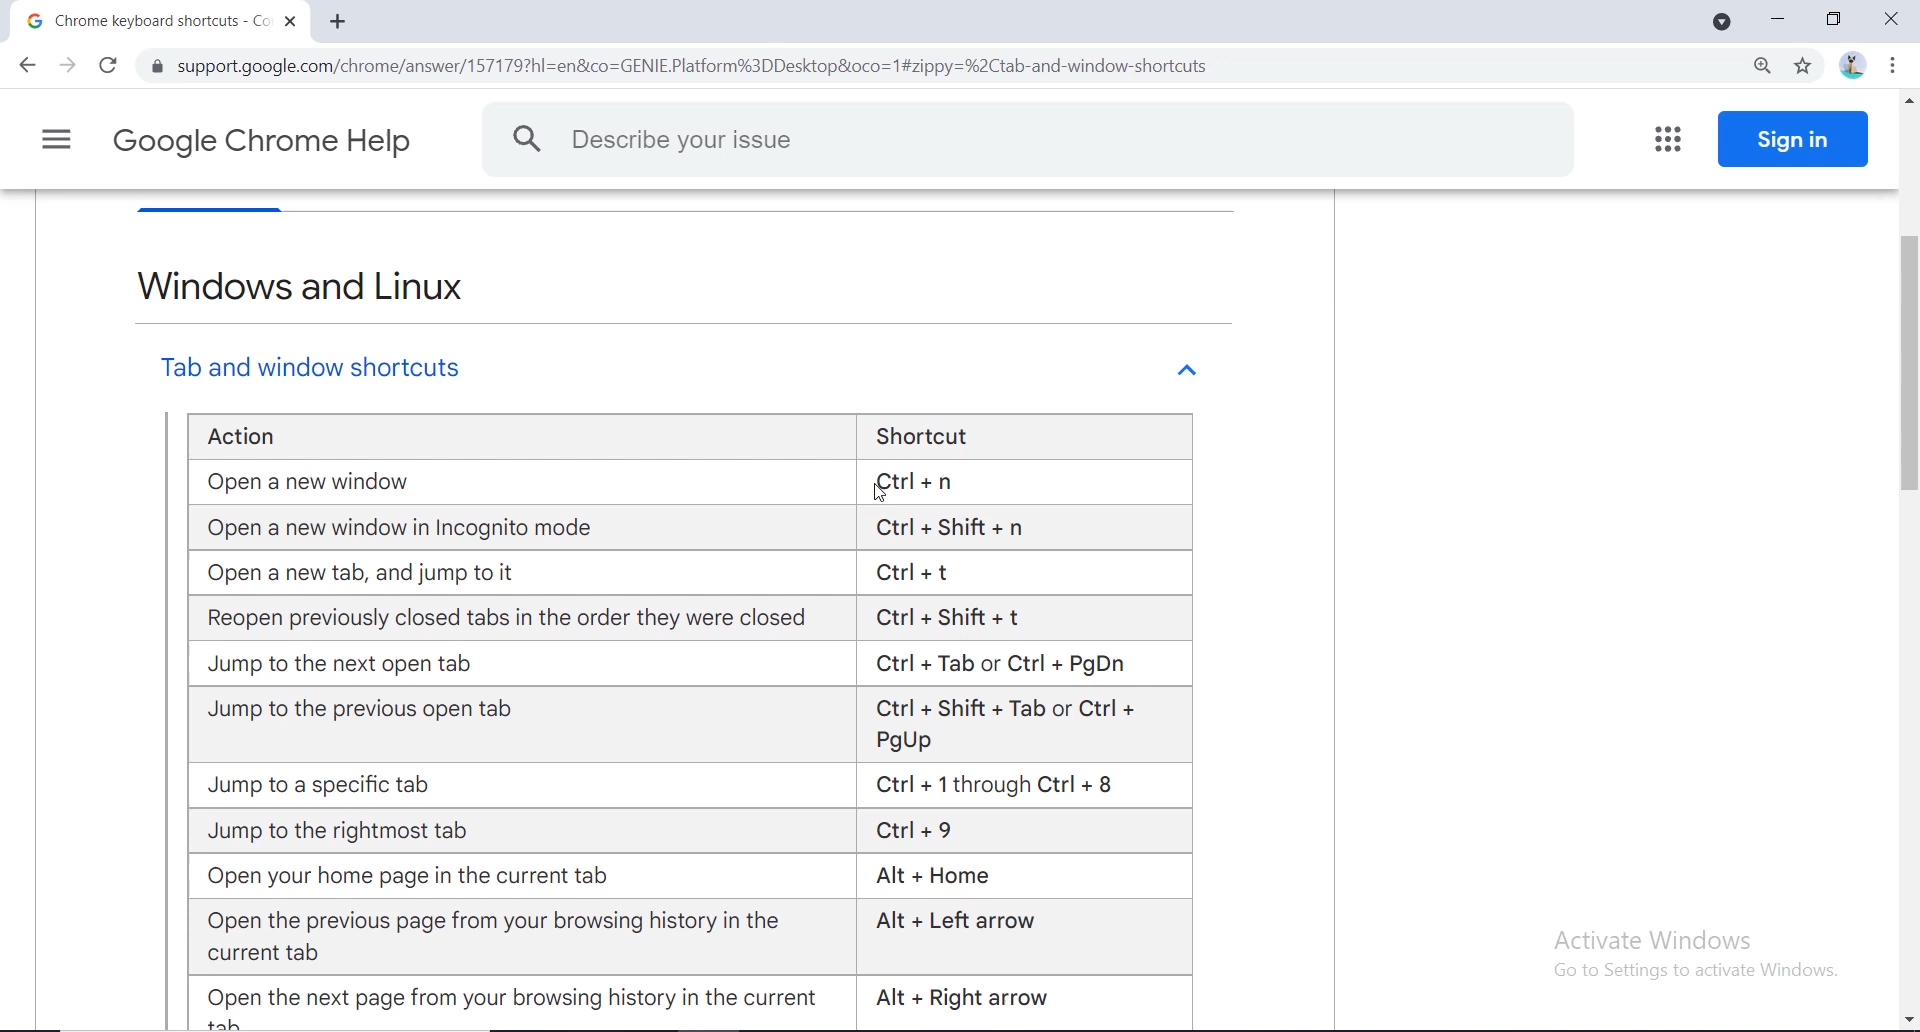 Chrome keyboard shortcuts - Co
support.google.com/chrome/answer/157179?hl=en&co=GENIE.Platform%3DDesktop&oco=1#zippy=%2Ctab-and-window-shortcuts
Google Chrome Help
Describe your issue
Sign in
Windows and Linux
Tab and window shortcuts
Action Shortcut
Open a new window Ctrl + n
Open a new window in Incognito mode Ctrl + Shift + n
Open a new tab, and jump to it Ctrl + t
Reopen previously closed tabs in the order they were closed Ctrl + Shift + t
Jump to the next open tab Ctrl + Tab or Ctrl + PgDn
Jump to the previous open tab Ctrl + Shift + Tab or Ctrl +
PgUp
Jump to a specific tab Ctrl + 1 through Ctrl + 8
Jump to the rightmost tab Ctrl + 9
Open your home page in the current tab Alt + Home
Open the previous page from your browsing history in the Alt + Left arrow
current tab
Open the next page from your browsing history in the current Alt + Right arrow
tab
Activate Windows
Go to Settings to activate Windows.